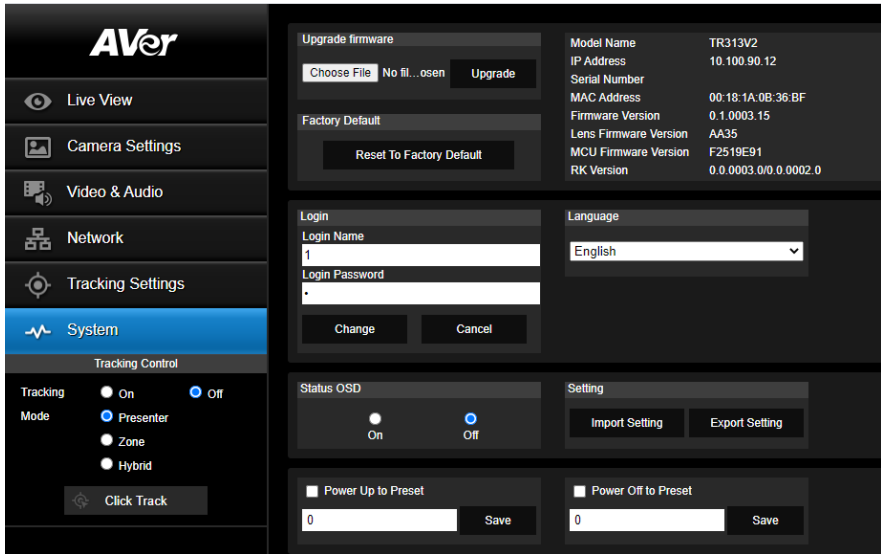 AVer
Live View
Camera Settings
Video & Audio
Network
Tracking Settings
System
Tracking Control
Tracking On Off
Mode Presenter
Zone
Hybrid
Click Track
Upgrade firmware
Choose File No fil...osen Upgrade
Factory Default
Reset To Factory Default
Model Name TR313V2
IP Address 10.100.90.12
Serial Number
MAC Address 00:18:1A:0B:36:BF
Firmware Version 0.1.0003.15
Lens Firmware Version AA35
MCU Firmware Version F2519E91
RK Version 0.0.0003.0/0.0.0002.0
Login
Login Name
1
Login Password
•
Change Cancel
Language
English
Status OSD
On Off
Setting
Import Setting Export Setting
Power Up to Preset
0 Save
Power Off to Preset
0 Save